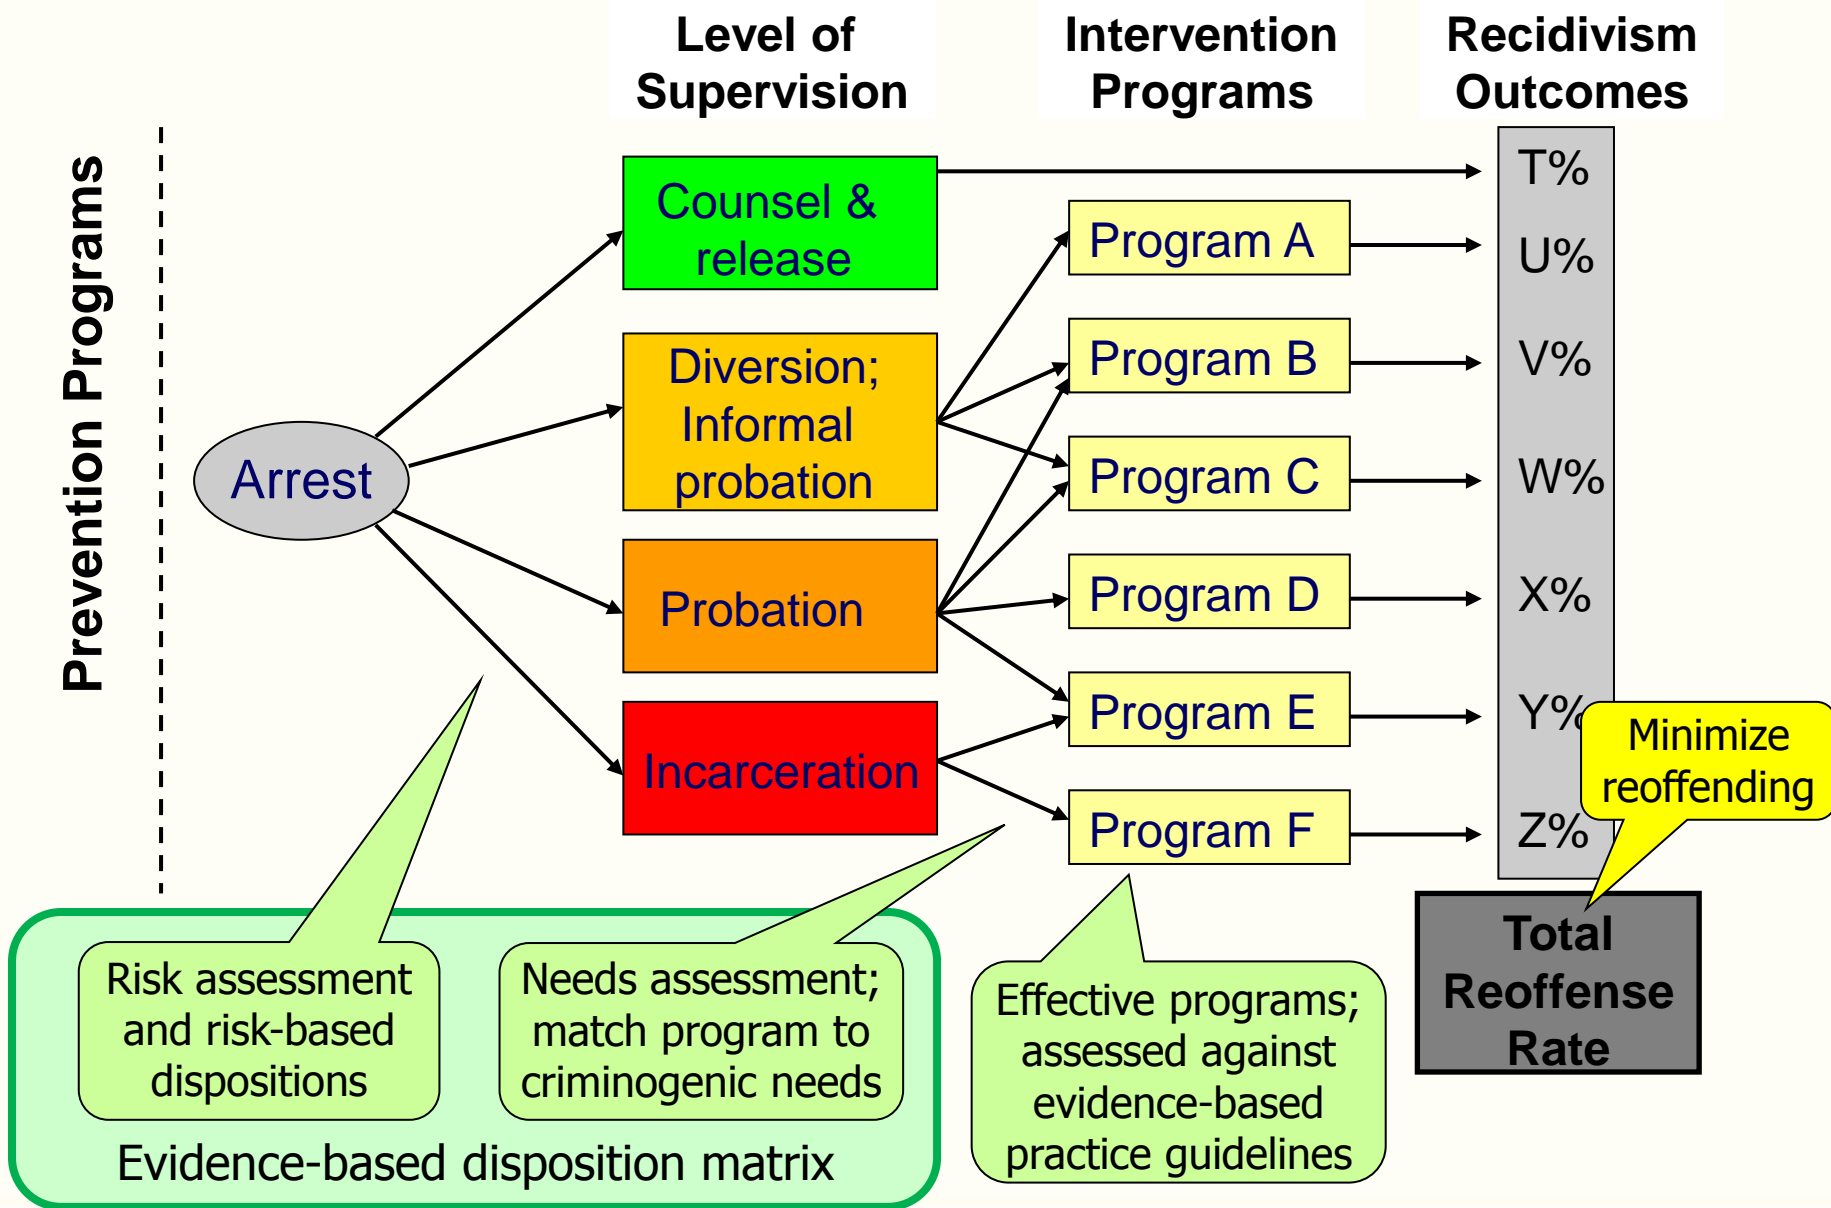 Level of
Supervision
Intervention
Programs
Recidivism
Outcomes
Prevention Programs
Arrest
Counsel &
release
Diversion;
Informal
probation
Probation
Incarceration
Program A
Program B
Program C
Program D
Program E
Program F
T%
U%
V%
W%
X%
Y%
Z%
Minimize
reoffending
Total
Reoffense
Rate
Risk assessment
and risk-based
dispositions
Needs assessment;
match program to
criminogenic needs
Evidence-based disposition matrix
Effective programs;
assessed against
evidence-based
practice guidelines